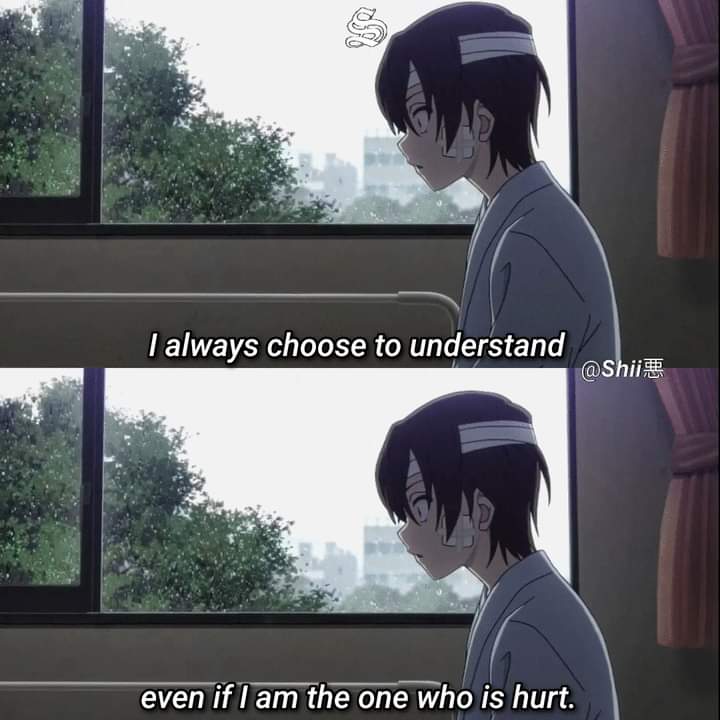 S
I always choose to understand
@Shii悪
even if I am the one who is hurt.